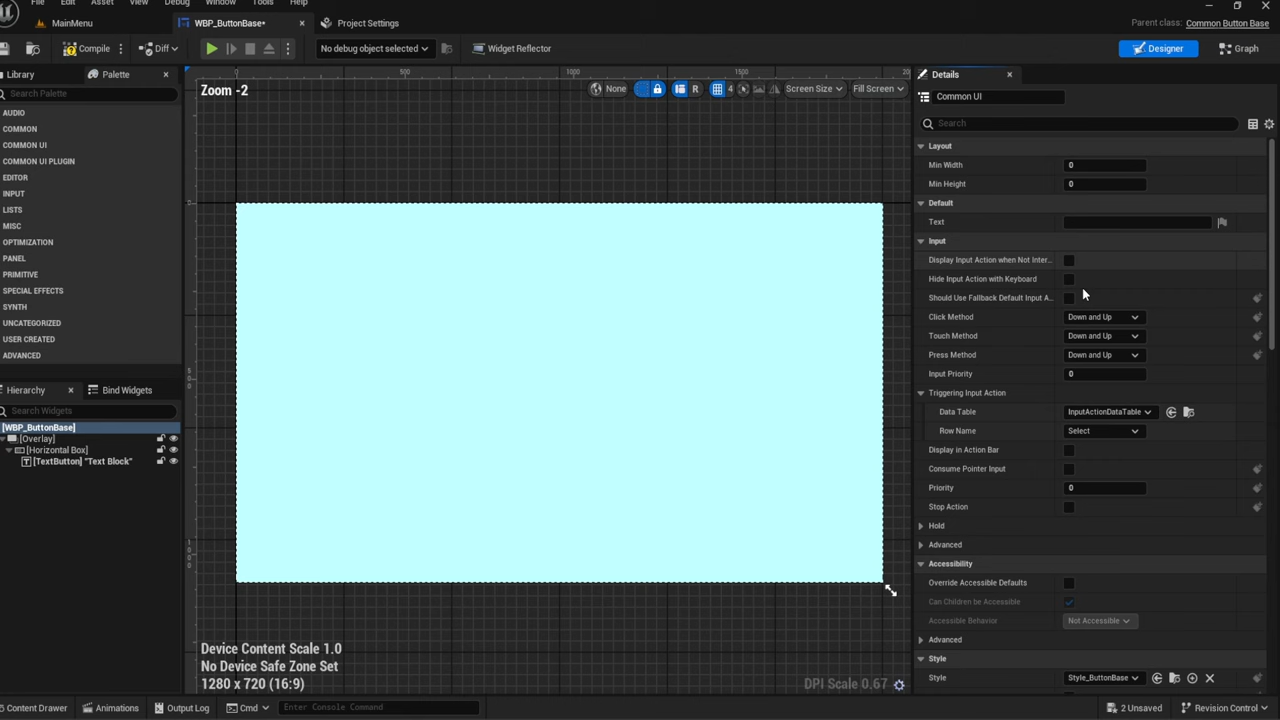 File Edit Asset View Debug Window Tools Help
MainMenu WBP_ButtonBase* Project Settings Parent class: Common Button Base
Compile Diff No debug object selected Widget Reflector Designer Graph
Library Palette
Search Palette
AUDIO
COMMON
COMMON UI
COMMON UI PLUGIN
EDITOR
INPUT
LISTS
MISC
OPTIMIZATION
PANEL
PRIMITIVE
SPECIAL EFFECTS
SYNTH
UNCATEGORIZED
USER CREATED
ADVANCED
Hierarchy Bind Widgets
Search Widgets
[WBP_ButtonBase]
[Overlay]
[Horizontal Box]
[TextButton] "Text Block"
0 500 1000 1500 20
Zoom -2
None R 4 Screen Size Fill Screen
0
5
0
1
0
0
0
Device Content Scale 1.0
No Device Safe Zone Set
1280 x 720 (16:9)
DPI Scale 0.67
Details
Common UI
Search
Layout
Min Width 0
Min Height 0
Default
Text
Input
Display Input Action when Not Inter...
Hide Input Action with Keyboard
Should Use Fallback Default Input A...
Click Method Down and Up
Touch Method Down and Up
Press Method Down and Up
Input Priority 0
Triggering Input Action
Data Table InputActionDataTable
Row Name Select
Display in Action Bar
Consume Pointer Input
Priority 0
Stop Action
Hold
Advanced
Accessibility
Override Accessible Defaults
Can Children be Accessible
Accessible Behavior Not Accessible
Advanced
Style
Style Style_ButtonBase
Content Drawer Animations Output Log Cmd Enter Console Command 2 Unsaved Revision Control